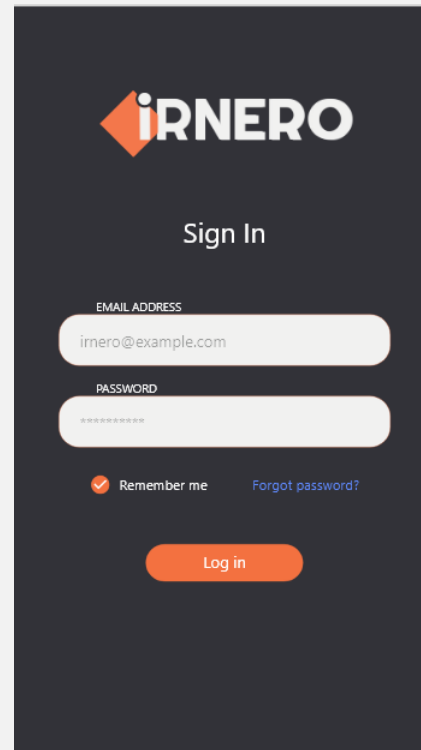 iRNERO
Sign In
EMAIL ADDRESS
irnero@example.com
PASSWORD
**********
Remember me
Forgot password?
Log in